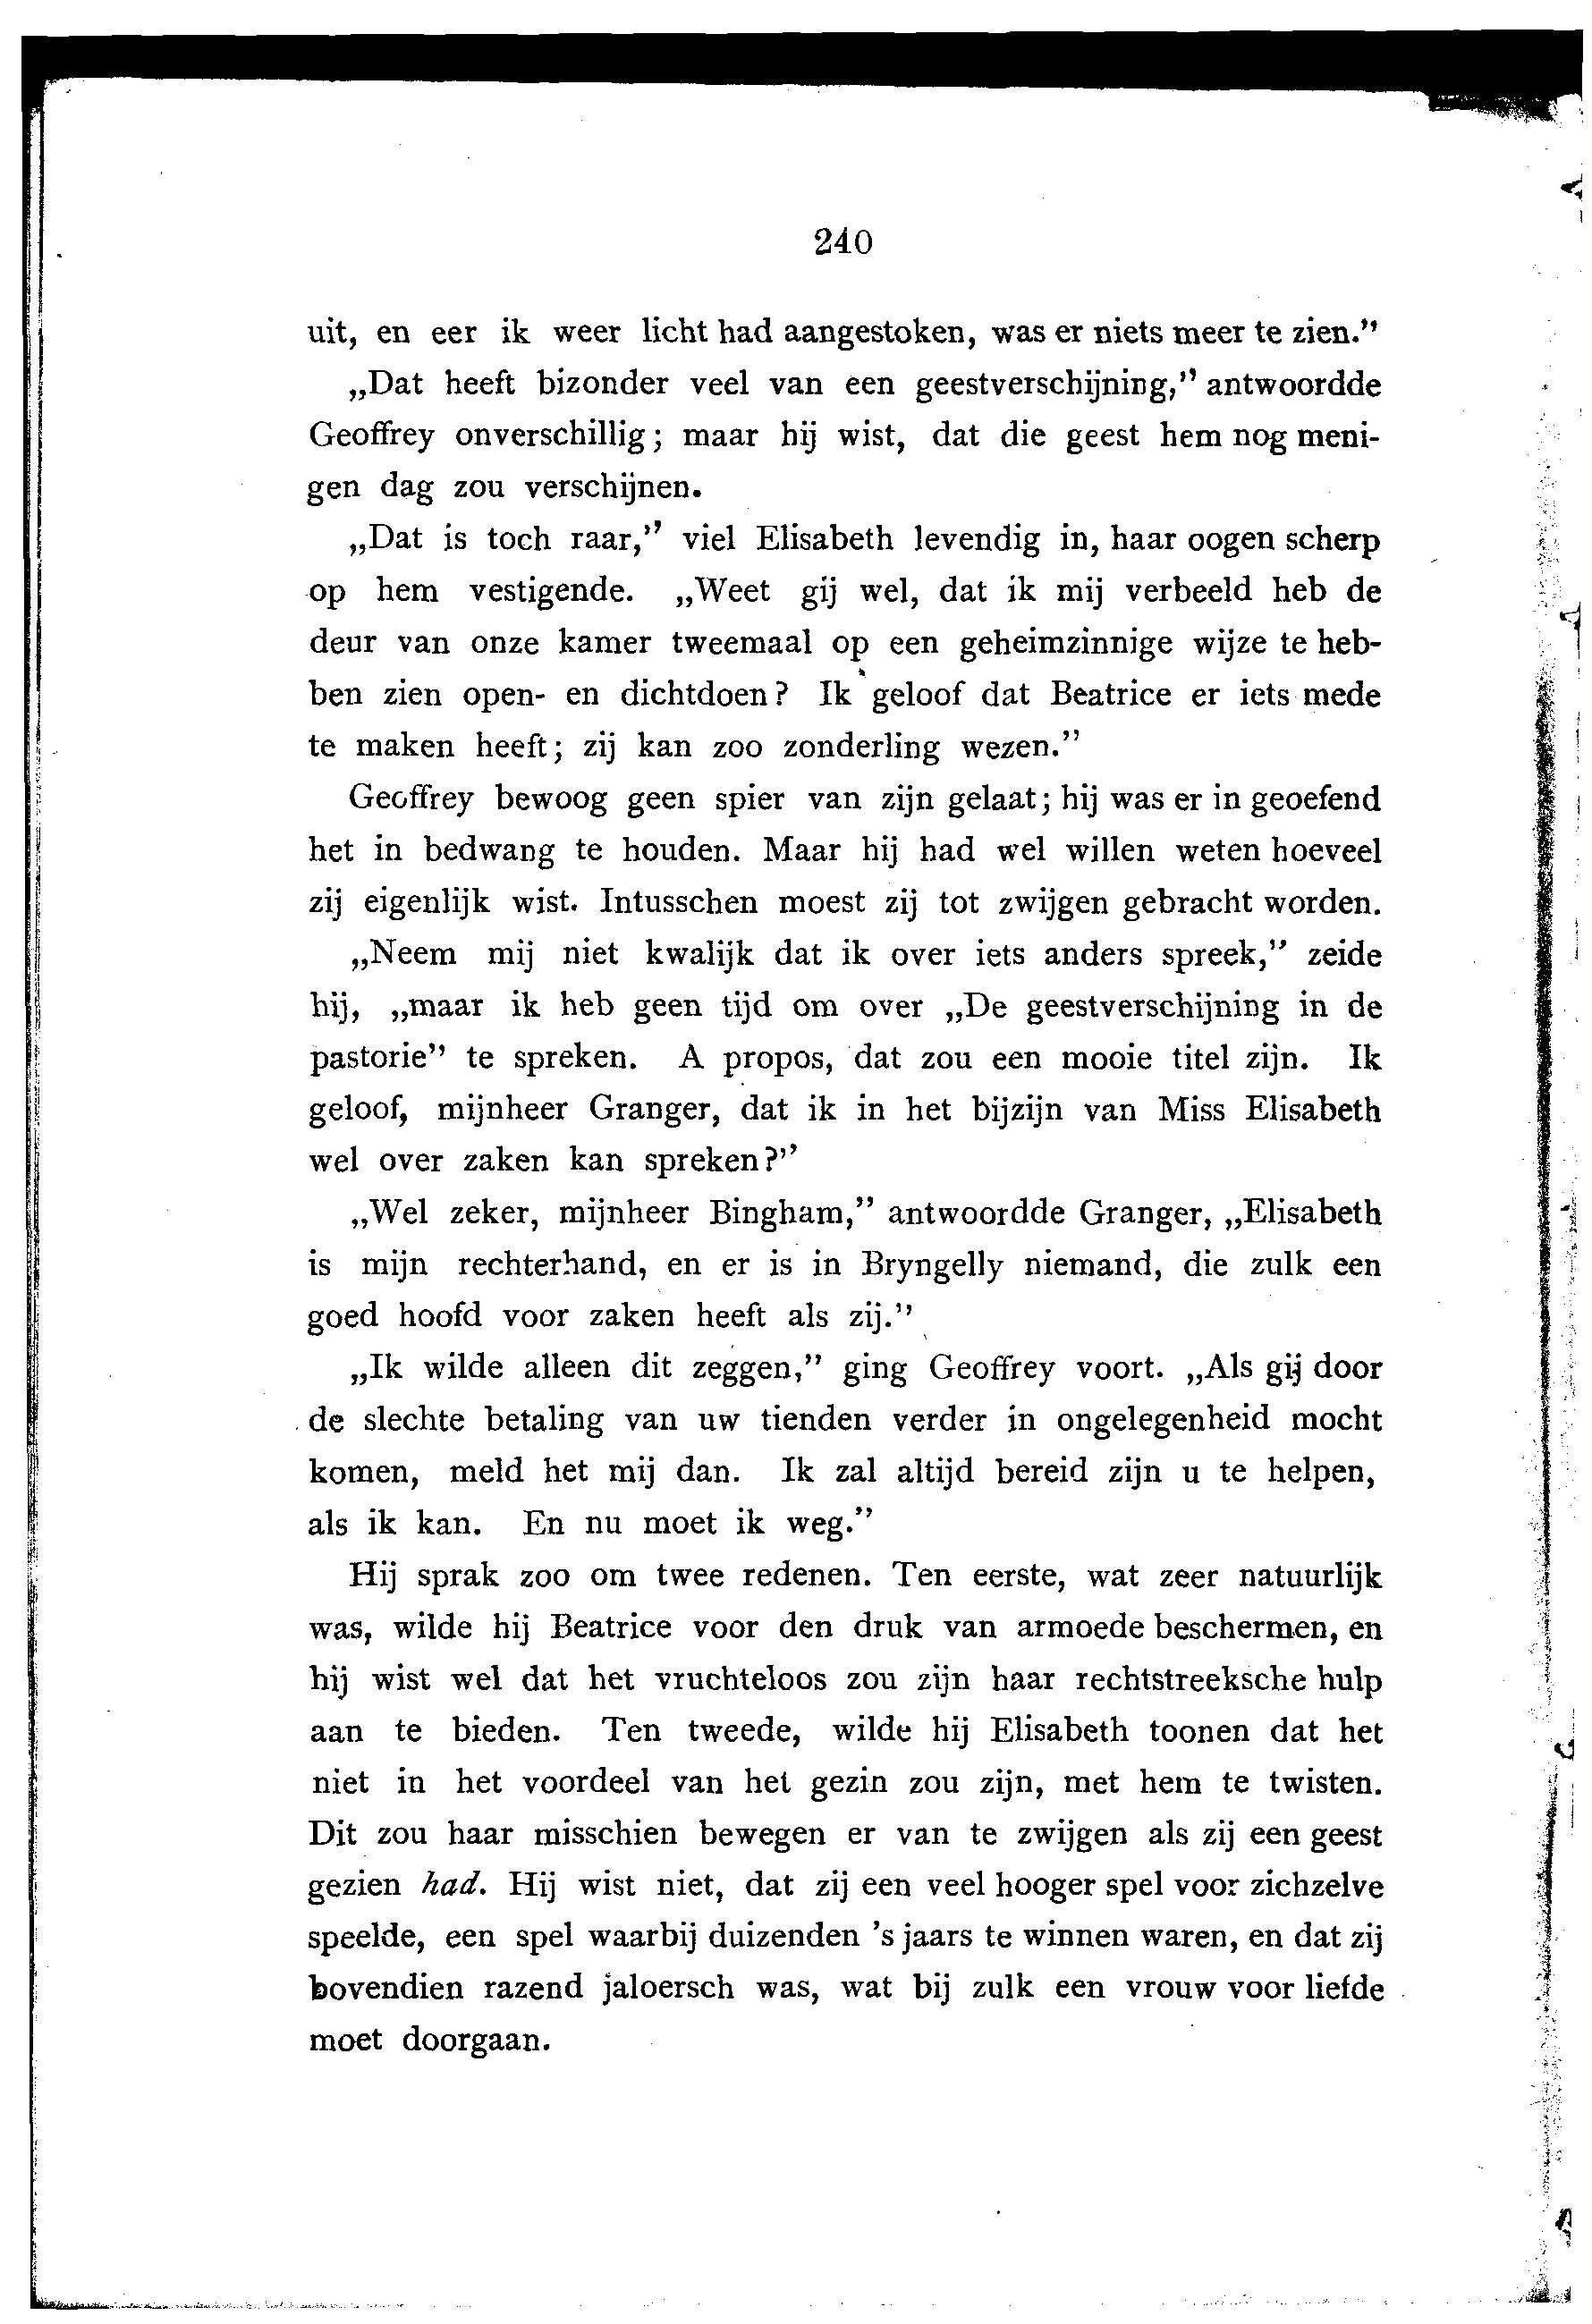 240
uit, en eer ik weer licht had aangestoken, was er niets meer te zien.”
„Dat heeft bizonder veel van een geestverschijning,” antwoordde
Geoffrey onverschillig; maar hij wist, dat die geest hem nog meni-
gen dag zou verschijnen.
„Dat is toch raar,” viel Elisabeth levendig in, haar oogen scherp
op hem vestigende. „Weet gij wel, dat ik mij verbeeld heb de
deur van onze kamer tweemaal op een geheimzinnige wijze te heb-
ben zien open- en dichtdoen? Ik geloof dat Beatrice er iets mede
te maken heeft; zij kan zoo zonderling wezen.”
Geoffrey bewoog geen spier van zijn gelaat; hij was er in geoefend
het in bedwang te houden. Maar hij had wel willen weten hoeveel
zij eigenlijk wist. Intusschen moest zij tot zwijgen gebracht worden.
„Neem mij niet kwalijk dat ik over iets anders spreek,” zeide
hij, „maar ik heb geen tijd om over „De geestverschijning in de
pastorie” te spreken. A propos, dat zou een mooie titel zijn. Ik
geloof, mijnheer Granger, dat ik in het bijzijn van Miss Elisabeth
wel over zaken kan spreken?”
„Wel zeker, mijnheer Bingham,” antwoordde Granger, „Elisabeth
is mijn rechterhand, en er is in Bryngelly niemand, die zulk een
goed hoofd voor zaken heeft als zij.”
„Ik wilde alleen dit zeggen,” ging Geoffrey voort. „Als gij door
de slechte betaling van uw tienden verder in ongelegenheid mocht
komen, meld het mij dan. Ik zal altijd bereid zijn u te helpen,
als ik kan. En nu moet ik weg.”
Hij sprak zoo om twee redenen. Ten eerste, wat zeer natuurlijk
was, wilde hij Beatrice voor den druk van armoede beschermen, en
hij wist wel dat het vruchteloos zou zijn haar rechtstreeksche hulp
aan te bieden. Ten tweede, wilde hij Elisabeth toonen dat het
niet in het voordeel van het gezin zou zijn, met hem te twisten.
Dit zou haar misschien bewegen er van te zwijgen als zij een geest
gezien had. Hij wist niet, dat zij een veel hooger spel voor zichzelve
speelde, een spel waarbij duizenden 's jaars te winnen waren, en dat zij
bovendien razend jaloersch was, wat bij zulk een vrouw voor liefde
moet doorgaan.